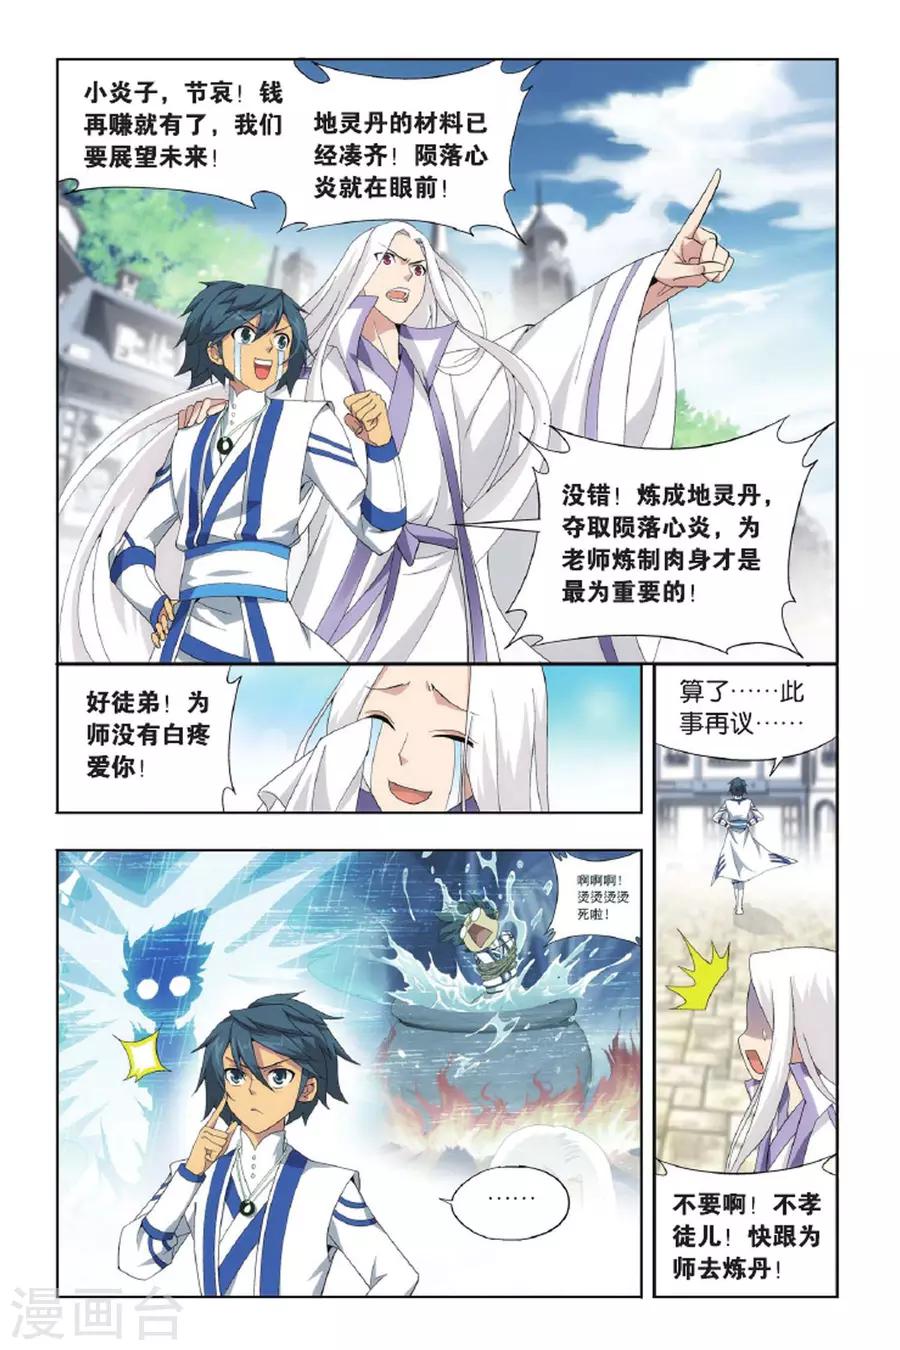 小炎子，节哀！钱
再赚就有了，我们
要展望未来！
地灵丹的材料已
经凑齐！陨落心
炎就在眼前！
没错！炼成地灵丹，
夺取陨落心炎，为
老师炼制肉身才是
最为重要的！
好徒弟！为
师没有白疼
爱你！
啊啊啊！
烫烫烫烫
死啦！
……
算了……此
事再议……
不要啊！不孝
徒儿！快跟为
师去炼丹！
漫画台